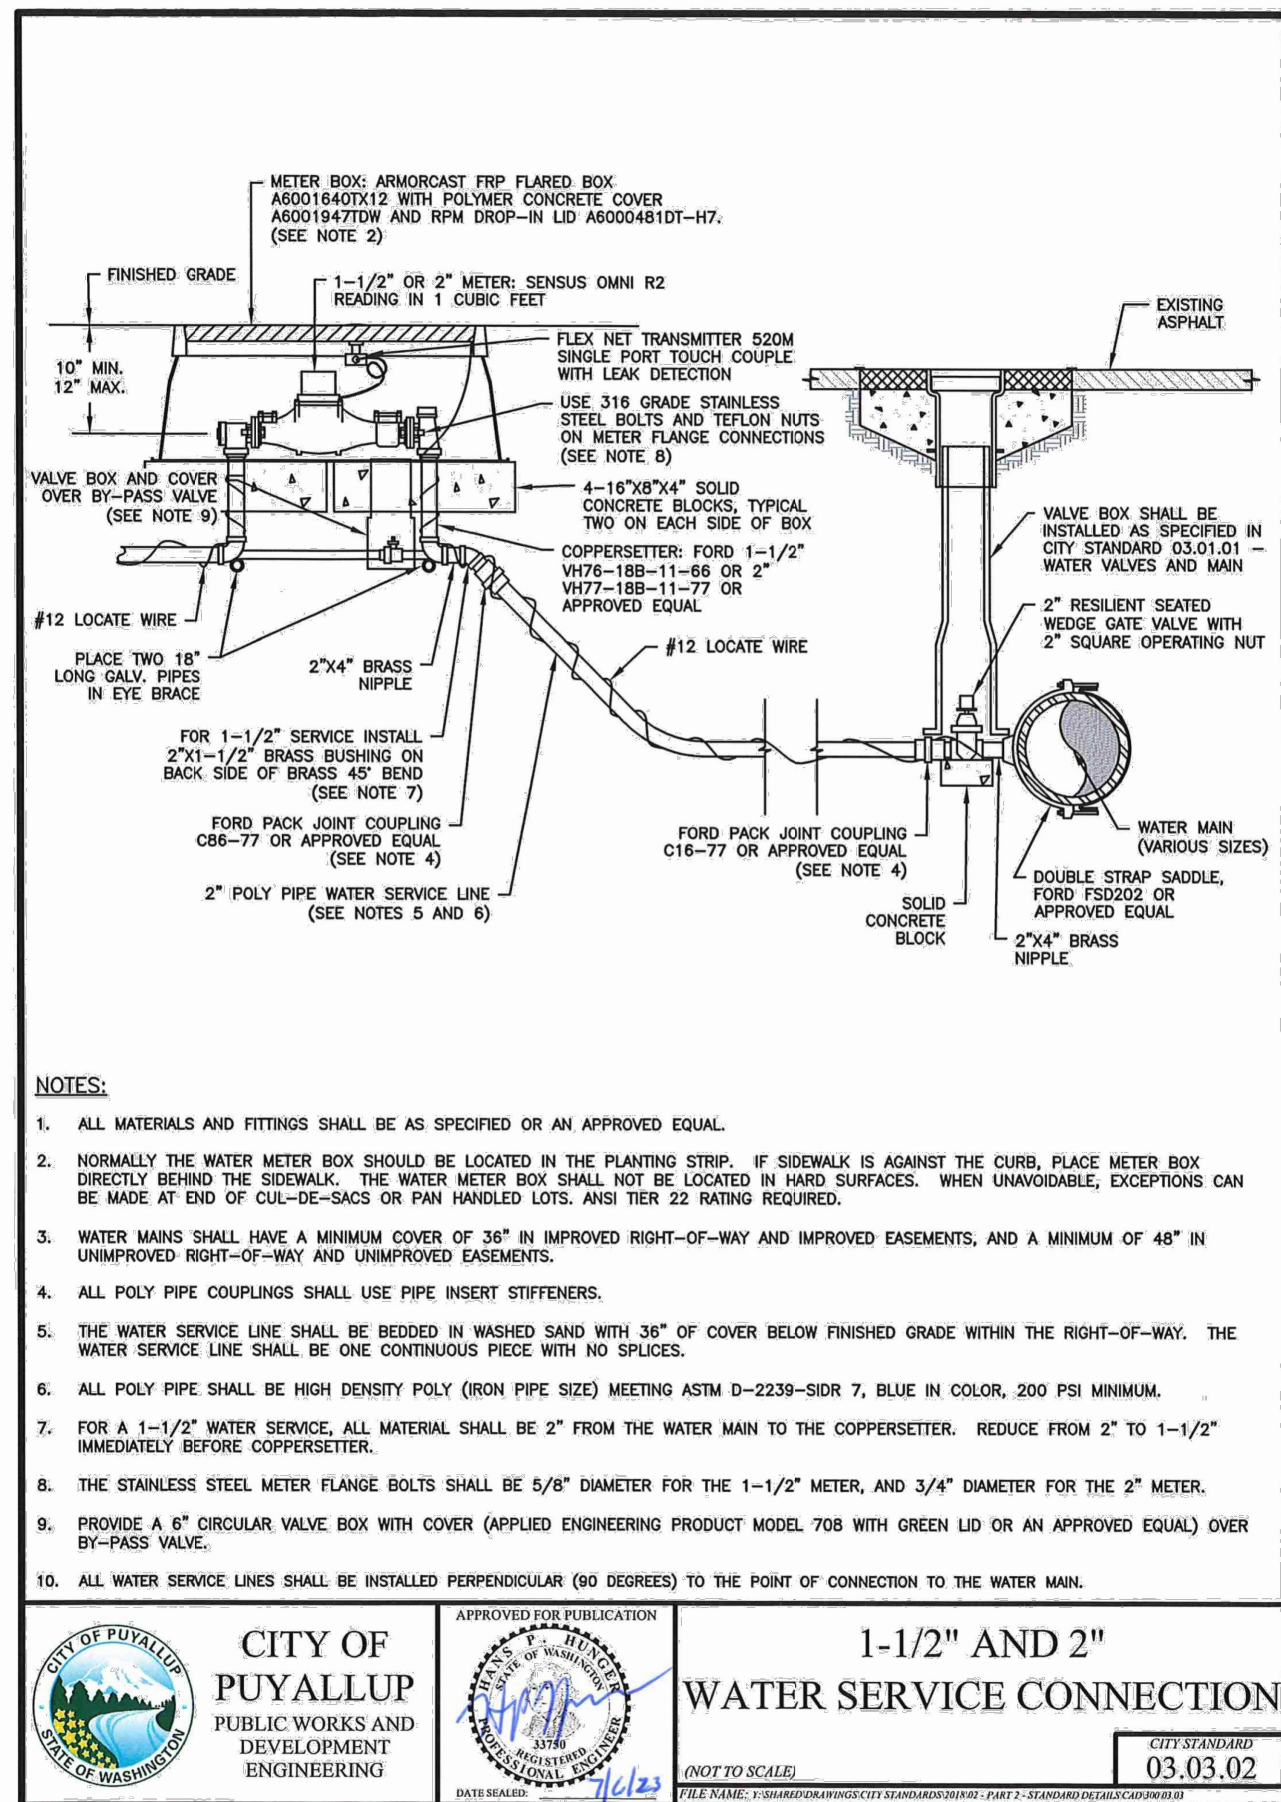 METER BOX: ARMORCAST FRP FLARED BOX
A6001640TX12 WITH POLYMER CONCRETE COVER
A6001947TDW AND RPM DROP-IN LID A6000481DT-H7.
(SEE NOTE 2)
FINISHED GRADE
1-1/2" OR 2" METER: SENSUS OMNI R2
READING IN 1 CUBIC FEET
EXISTING
ASPHALT
FLEX NET TRANSMITTER 520M
SINGLE PORT TOUCH COUPLE
WITH LEAK DETECTION
10" MIN.
12" MAX.
USE 316 GRADE STAINLESS
STEEL BOLTS AND TEFLON NUTS
ON METER FLANGE CONNECTIONS
(SEE NOTE 8)
VALVE BOX AND COVER
OVER BY-PASS VALVE
(SEE NOTE 9)
4-16"X8"X4" SOLID
CONCRETE BLOCKS, TYPICAL
TWO ON EACH SIDE OF BOX
VALVE BOX SHALL BE
INSTALLED AS SPECIFIED IN
CITY STANDARD 03.01.01 -
WATER VALVES AND MAIN
COPPERSETTER: FORD 1-1/2"
VH76-18B-11-66 OR 2"
VH77-18B-11-77 OR
APPROVED EQUAL
#12 LOCATE WIRE
2" RESILIENT SEATED
WEDGE GATE VALVE WITH
2" SQUARE OPERATING NUT
PLACE TWO 18"
LONG GALV. PIPES
IN EYE BRACE
2"X4" BRASS
NIPPLE
#12 LOCATE WIRE
FOR 1-1/2" SERVICE INSTALL
2"X1-1/2" BRASS BUSHING ON
BACK SIDE OF BRASS 45° BEND
(SEE NOTE 7)
FORD PACK JOINT COUPLING
C86-77 OR APPROVED EQUAL
(SEE NOTE 4)
FORD PACK JOINT COUPLING
C16-77 OR APPROVED EQUAL
(SEE NOTE 4)
WATER MAIN
(VARIOUS SIZES)
2" POLY PIPE WATER SERVICE LINE
(SEE NOTES 5 AND 6)
DOUBLE STRAP SADDLE,
FORD FSD202 OR
APPROVED EQUAL
SOLID
CONCRETE
BLOCK
2"X4" BRASS
NIPPLE
NOTES:
1. ALL MATERIALS AND FITTINGS SHALL BE AS SPECIFIED OR AN APPROVED EQUAL.
2. NORMALLY THE WATER METER BOX SHOULD BE LOCATED IN THE PLANTING STRIP. IF SIDEWALK IS AGAINST THE CURB, PLACE METER BOX
DIRECTLY BEHIND THE SIDEWALK. THE WATER METER BOX SHALL NOT BE LOCATED IN HARD SURFACES. WHEN UNAVOIDABLE, EXCEPTIONS CAN
BE MADE AT END OF CUL-DE-SACS OR PAN HANDLED LOTS. ANSI TIER 22 RATING REQUIRED.
3. WATER MAINS SHALL HAVE A MINIMUM COVER OF 36" IN IMPROVED RIGHT-OF-WAY AND IMPROVED EASEMENTS, AND A MINIMUM OF 48" IN
UNIMPROVED RIGHT-OF-WAY AND UNIMPROVED EASEMENTS.
4. ALL POLY PIPE COUPLINGS SHALL USE PIPE INSERT STIFFENERS.
5. THE WATER SERVICE LINE SHALL BE BEDDED IN WASHED SAND WITH 36" OF COVER BELOW FINISHED GRADE WITHIN THE RIGHT-OF-WAY. THE
WATER SERVICE LINE SHALL BE ONE CONTINUOUS PIECE WITH NO SPLICES.
6. ALL POLY PIPE SHALL BE HIGH DENSITY POLY (IRON PIPE SIZE) MEETING ASTM D-2239-SIDR 7, BLUE IN COLOR, 200 PSI MINIMUM.
7. FOR A 1-1/2" WATER SERVICE, ALL MATERIAL SHALL BE 2" FROM THE WATER MAIN TO THE COPPERSETTER. REDUCE FROM 2" TO 1-1/2"
IMMEDIATELY BEFORE COPPERSETTER.
8. THE STAINLESS STEEL METER FLANGE BOLTS SHALL BE 5/8" DIAMETER FOR THE 1-1/2" METER, AND 3/4" DIAMETER FOR THE 2" METER.
9. PROVIDE A 6" CIRCULAR VALVE BOX WITH COVER (APPLIED ENGINEERING PRODUCT MODEL 708 WITH GREEN LID OR AN APPROVED EQUAL) OVER
BY-PASS VALVE.
10. ALL WATER SERVICE LINES SHALL BE INSTALLED PERPENDICULAR (90 DEGREES) TO THE POINT OF CONNECTION TO THE WATER MAIN.
CITY OF PUYALLUP
STATE OF WASHINGTON
CITY OF
PUYALLUP
PUBLIC WORKS AND
DEVELOPMENT
ENGINEERING
APPROVED FOR PUBLICATION
HANS P. HUNGER
STATE OF WASHINGTON
33750
REGISTERED
PROFESSIONAL ENGINEER
DATE SEALED: 7/6/23
1-1/2" AND 2"
WATER SERVICE CONNECTION
(NOT TO SCALE)
CITY STANDARD
03.03.02
FILE NAME: Y:\SHARED\DRAWINGS\CITY STANDARDS\2018\02 - PART 2 - STANDARD DETAILS\CAD\300\03.03